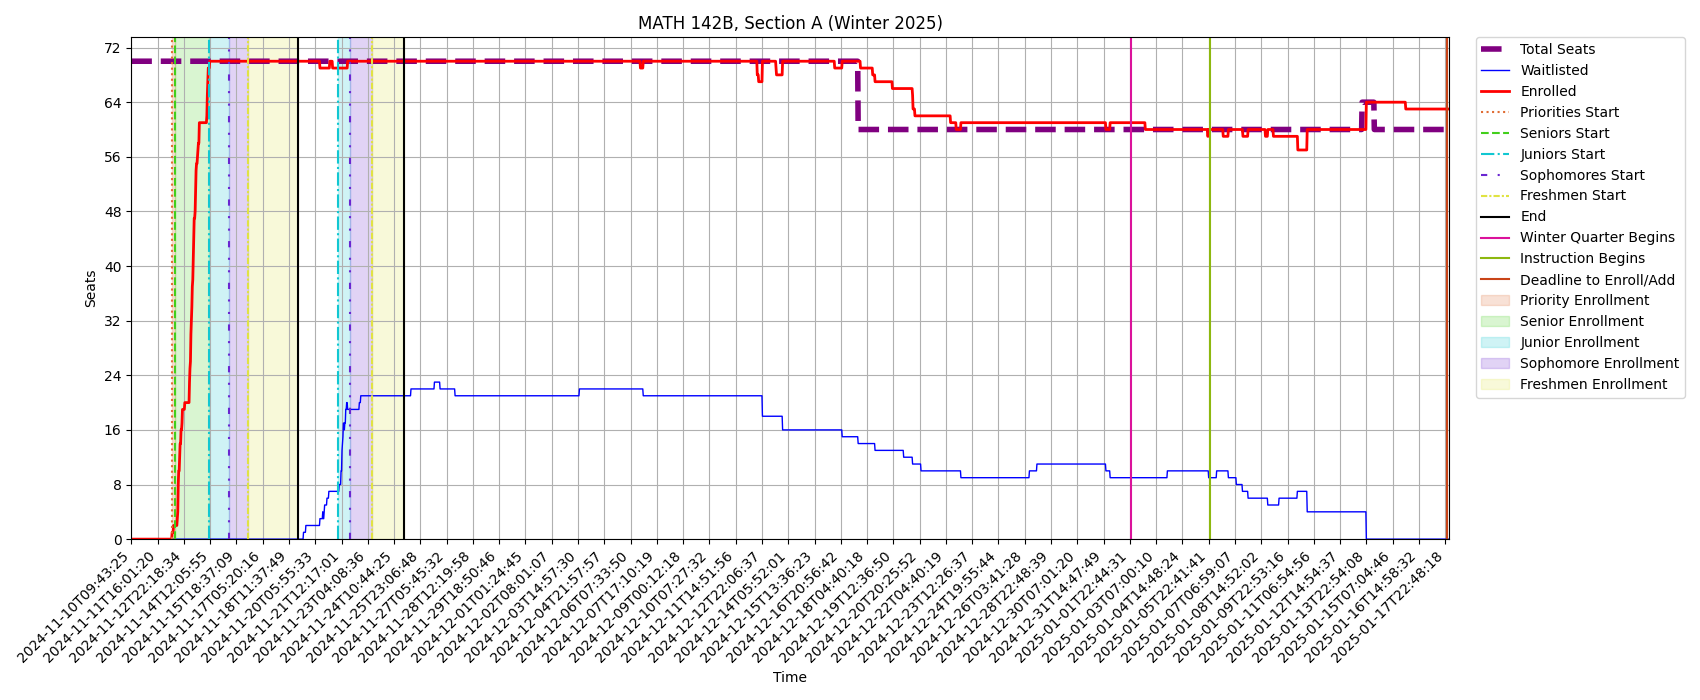 MATH 142B, Section A (Winter 2025)
Seats
72
64
56
48
40
32
24
16
8
0
2024-11-10T09:43:25
2024-11-11T16:01:20
2024-11-12T22:18:34
2024-11-14T12:05:55
2024-11-15T18:37:09
2024-11-17T05:20:16
2024-11-18T11:37:49
2024-11-20T05:55:33
2024-11-21T12:17:01
2024-11-23T04:08:36
2024-11-24T10:44:25
2024-11-25T23:06:48
2024-11-27T05:45:32
2024-11-28T12:19:58
2024-11-29T18:50:46
2024-12-01T01:24:45
2024-12-02T08:01:07
2024-12-03T14:57:30
2024-12-04T21:57:57
2024-12-06T07:33:50
2024-12-07T17:10:19
2024-12-09T00:12:18
2024-12-10T07:27:32
2024-12-11T14:51:56
2024-12-12T22:06:37
2024-12-14T05:52:01
2024-12-15T13:36:23
2024-12-16T20:56:42
2024-12-18T04:40:18
2024-12-19T12:36:50
2024-12-20T20:25:52
2024-12-22T04:40:19
2024-12-23T12:26:37
2024-12-24T19:55:44
2024-12-26T03:41:28
2024-12-28T22:48:39
2024-12-30T07:01:20
2024-12-31T14:47:49
2025-01-01T22:44:31
2025-01-03T07:00:10
2025-01-04T14:48:24
2025-01-05T22:41:41
2025-01-07T06:59:07
2025-01-08T14:52:02
2025-01-09T22:53:16
2025-01-11T06:54:56
2025-01-12T14:54:37
2025-01-13T22:54:08
2025-01-15T07:04:46
2025-01-16T14:58:32
2025-01-17T22:48:18
Time
Total Seats
Waitlisted
Enrolled
Priorities Start
Seniors Start
Juniors Start
Sophomores Start
Freshmen Start
End
Winter Quarter Begins
Instruction Begins
Deadline to Enroll/Add
Priority Enrollment
Senior Enrollment
Junior Enrollment
Sophomore Enrollment
Freshmen Enrollment